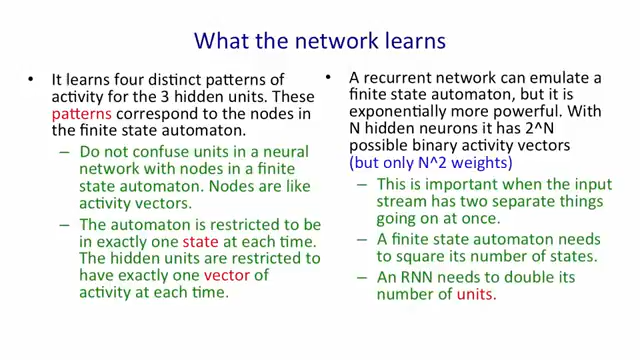 What the network learns
• It learns four distinct patterns of
activity for the 3 hidden units. These
patterns correspond to the nodes in
the finite state automaton.
– Do not confuse units in a neural
network with nodes in a finite
state automaton. Nodes are like
activity vectors.
– The automaton is restricted to be
in exactly one state at each time.
The hidden units are restricted to
have exactly one vector of
activity at each time.
• A recurrent network can emulate a
finite state automaton, but it is
exponentially more powerful. With
N hidden neurons it has 2^N
possible binary activity vectors
(but only N^2 weights)
– This is important when the input
stream has two separate things
going on at once.
– A finite state automaton needs
to square its number of states.
– An RNN needs to double its
number of units.